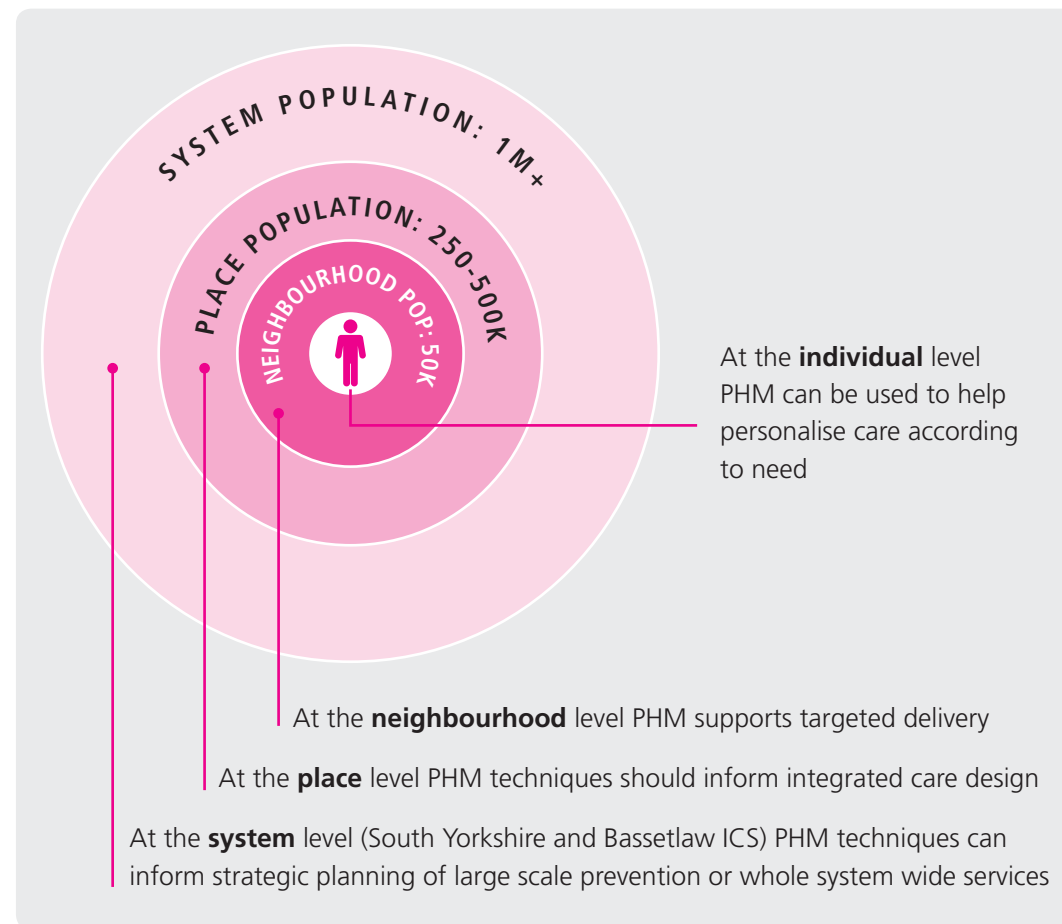 SYSTEM POPULATION: 1M+
PLACE POPULATION: 250-500K
NEIGHBOURHOOD POP: 50K
At the individual level
PHM can be used to help
personalise care according
to need
At the neighbourhood level PHM supports targeted delivery
At the place level PHM techniques should inform integrated care design
At the system level (South Yorkshire and Bassetlaw ICS) PHM techniques can
inform strategic planning of large scale prevention or whole system wide services